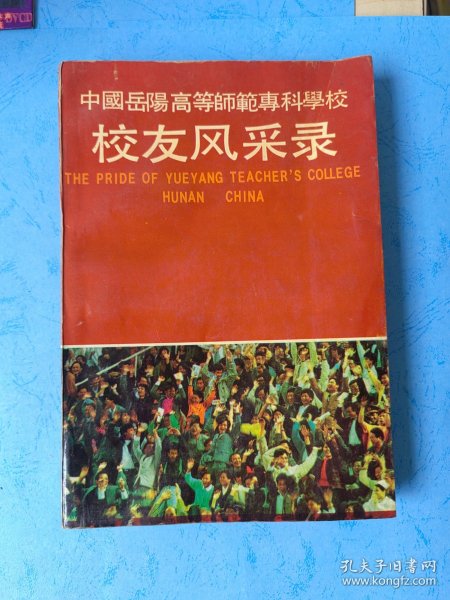 DVCD
中國岳陽高等師範專科學校
校友风采录
THE PRIDE OF YUEYANG TEACHER'S COLLEGE
HUNAN CHINA
孔夫子旧书网
www.kongfz.com